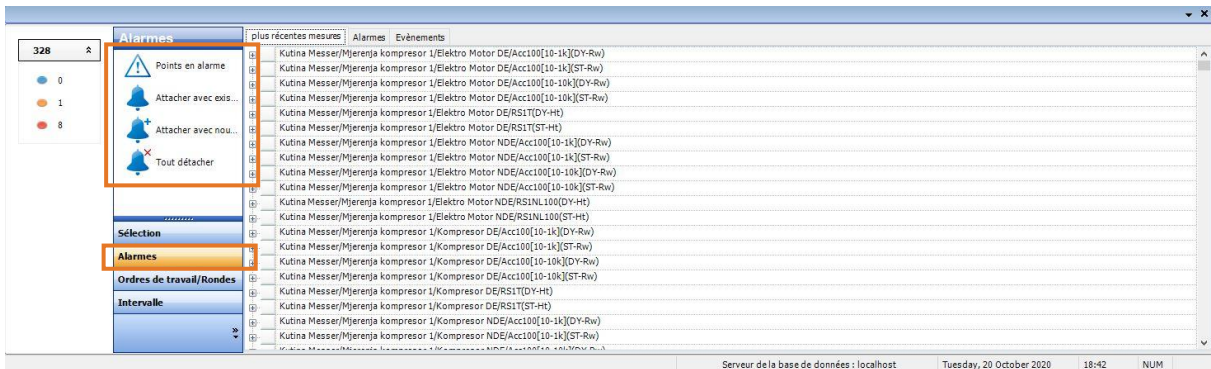 328
0
1
8
Alarmes
Points en alarme
Attacher avec exis...
Attacher avec nou...
Tout détacher
Sélection
Alarmes
Ordres de travail/Rondes
Intervalle
plus récentes mesures
Alarmes
Evènements
Kutina Messer/Mjerenja kompresor 1/Elektro Motor DE/Acc100[10-1k](DY-Rw)
Kutina Messer/Mjerenja kompresor 1/Elektro Motor DE/Acc100[10-1k](ST-Rw)
Kutina Messer/Mjerenja kompresor 1/Elektro Motor DE/Acc100[10-10k](DY-Rw)
Kutina Messer/Mjerenja kompresor 1/Elektro Motor DE/Acc100[10-10k](ST-Rw)
Kutina Messer/Mjerenja kompresor 1/Elektro Motor DE/RS1T(DY-Ht)
Kutina Messer/Mjerenja kompresor 1/Elektro Motor DE/RS1T(ST-Ht)
Kutina Messer/Mjerenja kompresor 1/Elektro Motor NDE/Acc100[10-1k](DY-Rw)
Kutina Messer/Mjerenja kompresor 1/Elektro Motor NDE/Acc100[10-1k](ST-Rw)
Kutina Messer/Mjerenja kompresor 1/Elektro Motor NDE/Acc100[10-10k](DY-Rw)
Kutina Messer/Mjerenja kompresor 1/Elektro Motor NDE/Acc100[10-10k](ST-Rw)
Kutina Messer/Mjerenja kompresor 1/Elektro Motor NDE/RS1NL100(DY-Ht)
Kutina Messer/Mjerenja kompresor 1/Elektro Motor NDE/RS1NL100(ST-Ht)
Kutina Messer/Mjerenja kompresor 1/Kompresor DE/Acc100[10-1k](DY-Rw)
Kutina Messer/Mjerenja kompresor 1/Kompresor DE/Acc100[10-1k](ST-Rw)
Kutina Messer/Mjerenja kompresor 1/Kompresor DE/Acc100[10-10k](DY-Rw)
Kutina Messer/Mjerenja kompresor 1/Kompresor DE/Acc100[10-10k](ST-Rw)
Kutina Messer/Mjerenja kompresor 1/Kompresor DE/RS1T(DY-Ht)
Kutina Messer/Mjerenja kompresor 1/Kompresor DE/RS1T(ST-Ht)
Kutina Messer/Mjerenja kompresor 1/Kompresor NDE/Acc100[10-1k](DY-Rw)
Kutina Messer/Mjerenja kompresor 1/Kompresor NDE/Acc100[10-1k](ST-Rw)
Kutina Messer/Mjerenja kompresor 1/Kompresor NDE/Acc100[10-10k](DY-Rw)
Serveur de la base de données : localhost
Tuesday, 20 October 2020
18:42
NUM